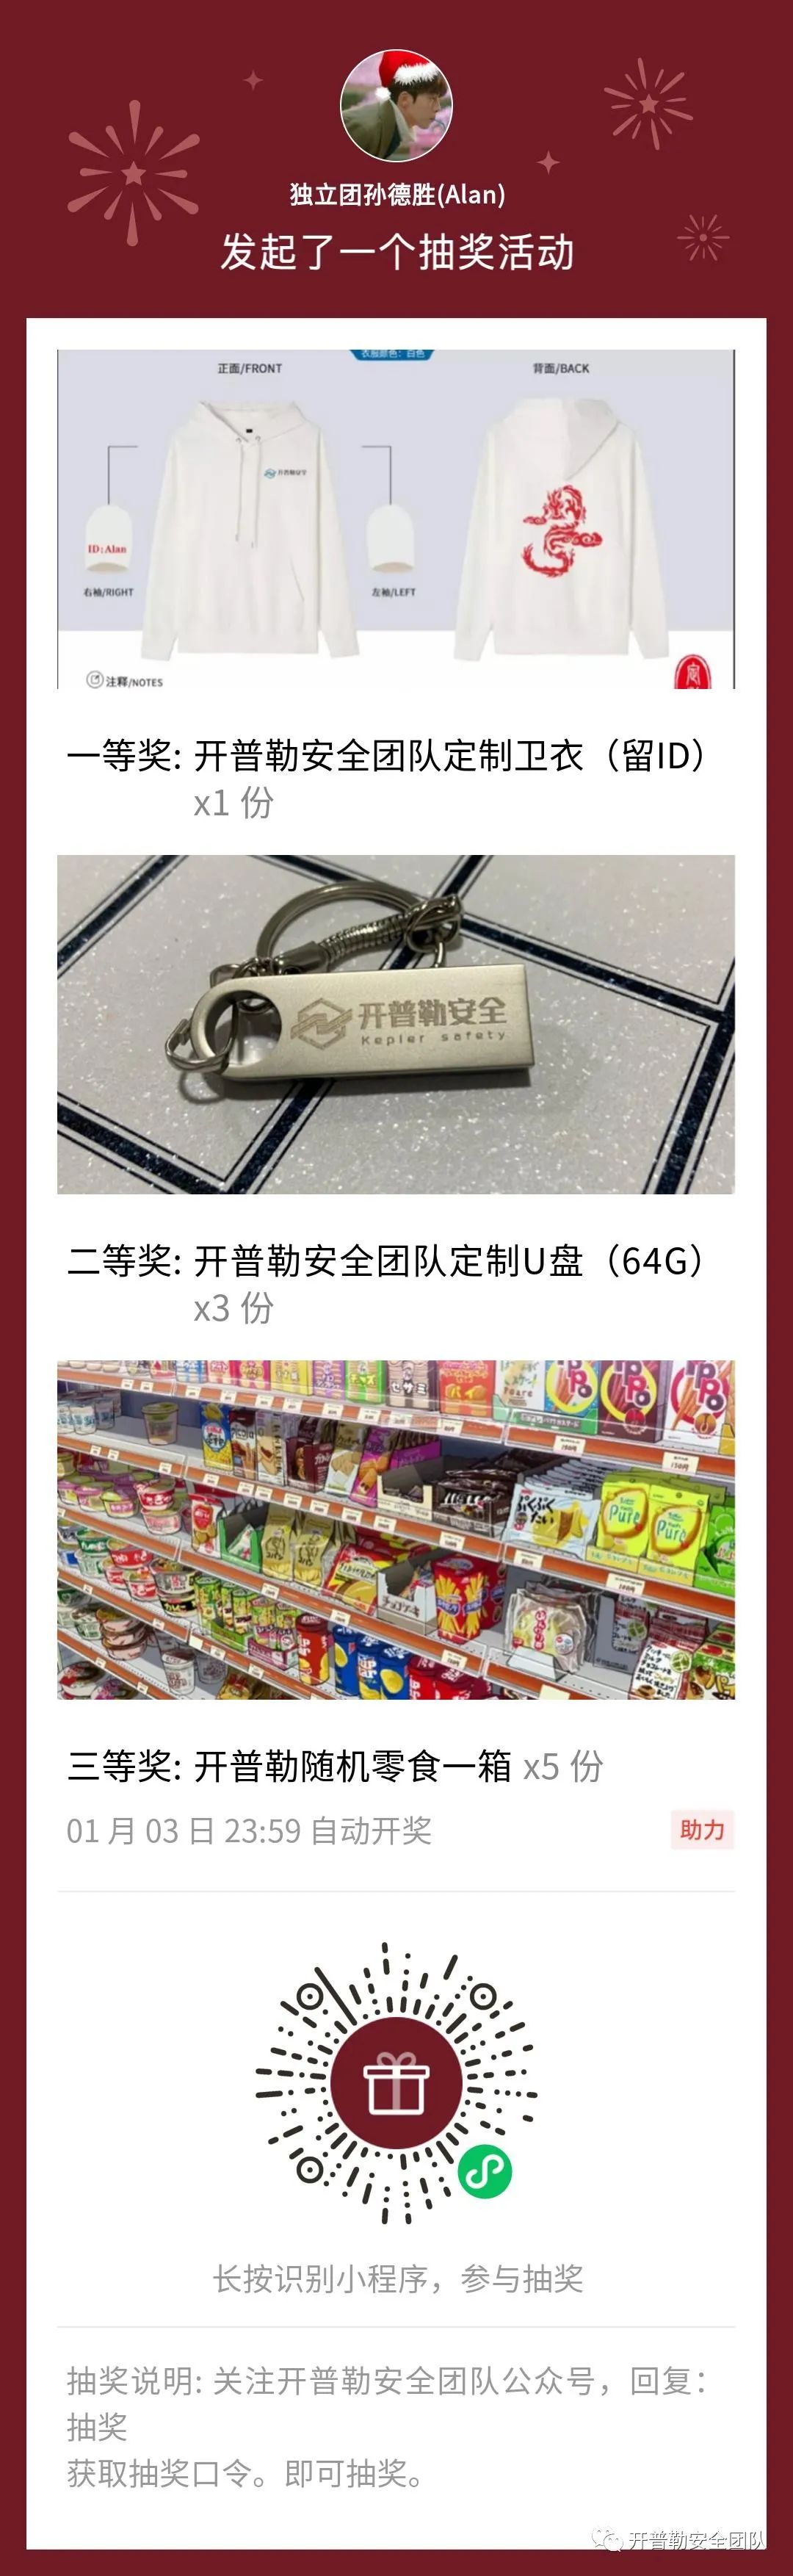 独立团孙德胜(Alan)
发起了一个抽奖活动
衣服颜色：白色
正面/FRONT
背面/BACK
开普勒安全
ID:Alan
右袖/RIGHT
左袖/LEFT
注释/NOTES
一等奖: 开普勒安全团队定制卫衣（留ID）
x1 份
开普勒安全
Kepler safety
二等奖: 开普勒安全团队定制U盘（64G）
x3 份
Pure
Pure
三等奖: 开普勒随机零食一箱 x5 份
01 月 03 日 23:59 自动开奖
助力
长按识别小程序，参与抽奖
抽奖说明: 关注开普勒安全团队公众号，回复：
抽奖
获取抽奖口令。即可抽奖。
开普勒安全团队